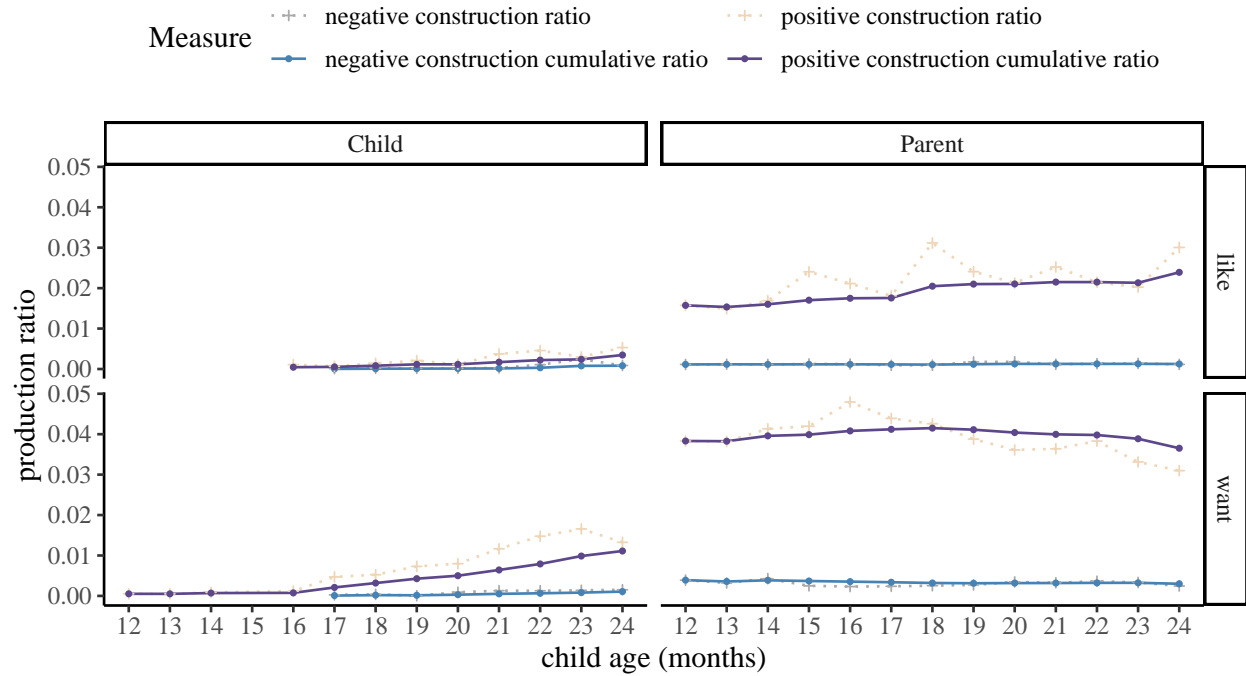 Measure
negative construction ratio
positive construction ratio
negative construction cumulative ratio
positive construction cumulative ratio
Child
Parent
0.05
0.04
0.03
0.02
0.01
0.00
like
0.05
0.04
0.03
0.02
0.01
0.00
want
production ratio
12 13 14 15 16 17 18 19 20 21 22 23 24
12 13 14 15 16 17 18 19 20 21 22 23 24
child age (months)